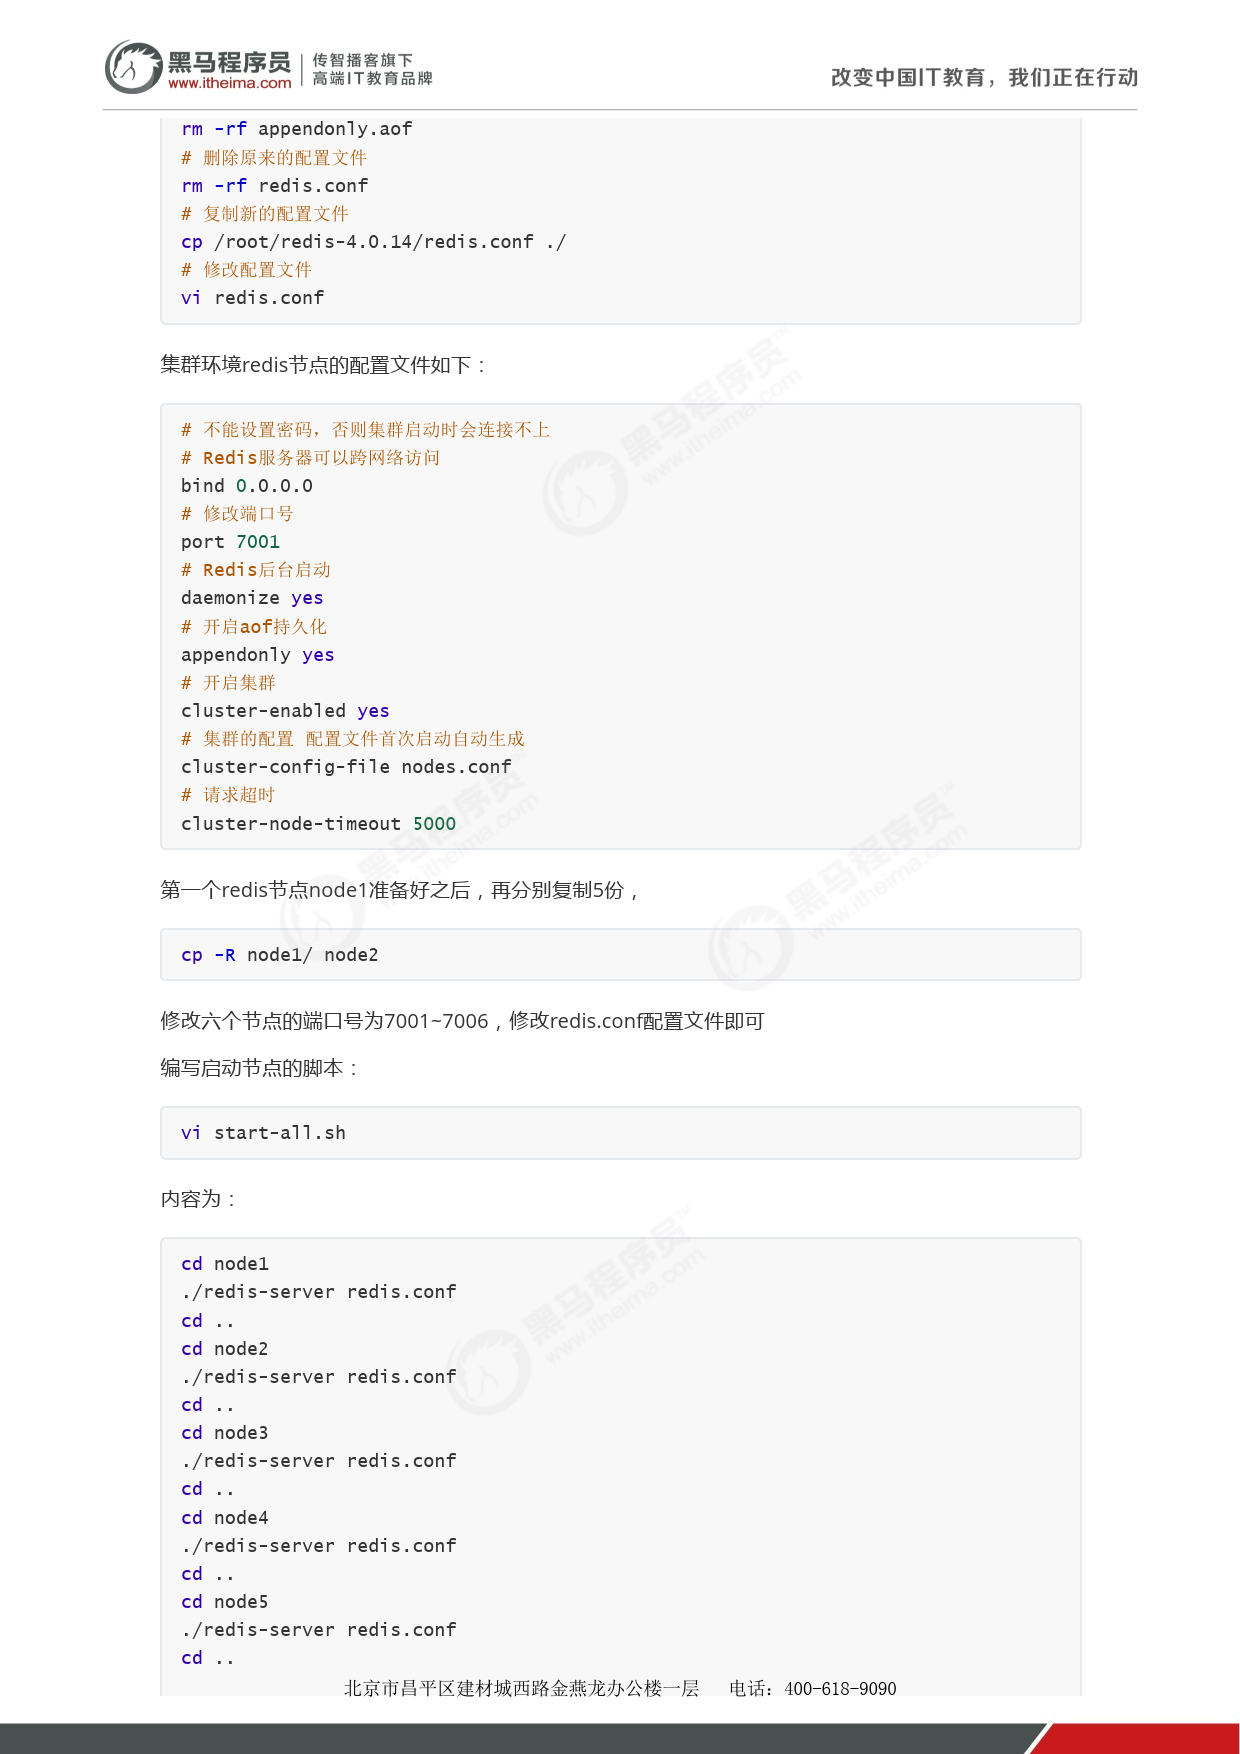 黑马程序员
www.itheima.com
传智播客旗下
高端IT教育品牌
改变中国IT教育，我们正在行动
rm -rf appendonly.aof
# 删除原来的配置文件
rm -rf redis.conf
# 复制新的配置文件
cp /root/redis-4.0.14/redis.conf ./
# 修改配置文件
vi redis.conf
集群环境redis节点的配置文件如下：
# 不能设置密码，否则集群启动时会连接不上
# Redis服务器可以跨网络访问
bind 0.0.0.0
# 修改端口号
port 7001
# Redis后台启动
daemonize yes
# 开启aof持久化
appendonly yes
# 开启集群
cluster-enabled yes
# 集群的配置 配置文件首次启动自动生成
cluster-config-file nodes.conf
# 请求超时
cluster-node-timeout 5000
第一个redis节点node1准备好之后，再分别复制5份，
cp -R node1/ node2
修改六个节点的端口号为7001~7006，修改redis.conf配置文件即可
编写启动节点的脚本：
vi start-all.sh
内容为：
cd node1
./redis-server redis.conf
cd ..
cd node2
./redis-server redis.conf
cd ..
cd node3
./redis-server redis.conf
cd ..
cd node4
./redis-server redis.conf
cd ..
cd node5
./redis-server redis.conf
cd ..
北京市昌平区建材城西路金燕龙办公楼一层 电话：400-618-9090